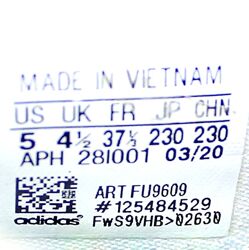 MADE IN VIETNAM
US UK FR JP CHN
5 4½ 37⅓ 230 230
APH 28I001 03/20
ART FU9609
#125484529
adidas FwS9VHB>02630